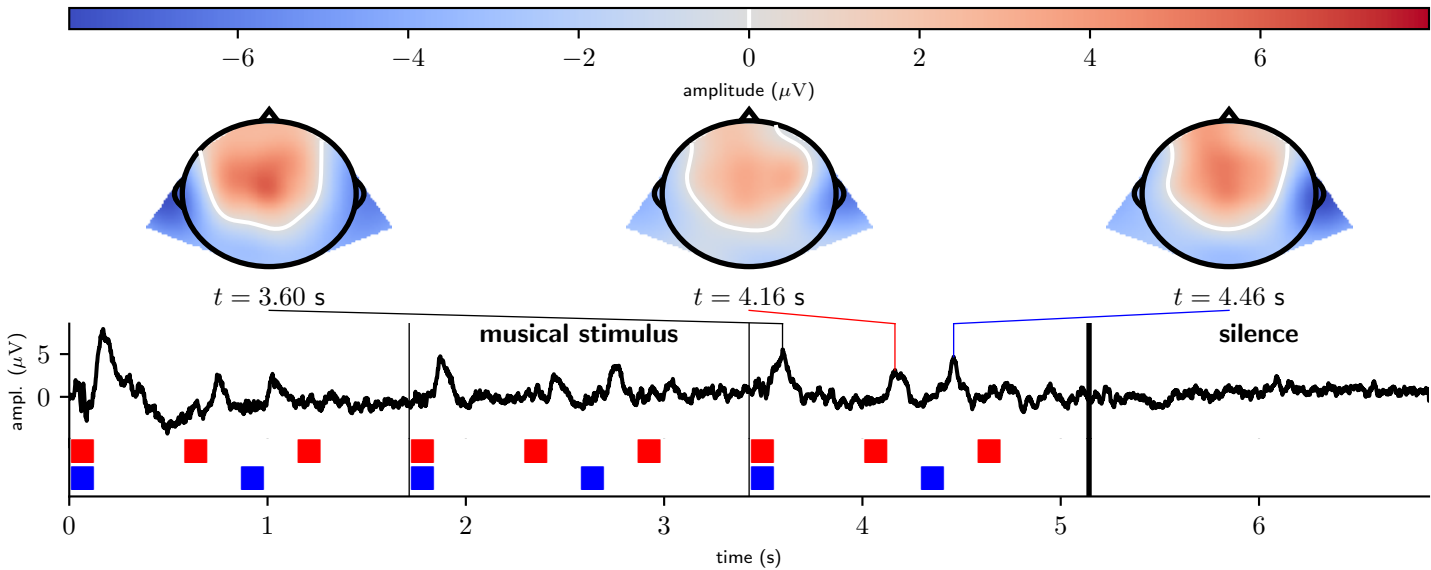 −6 −4 −2 0 2 4 6
amplitude (μV)
t = 3.60 s t = 4.16 s t = 4.46 s
musical stimulus silence
ampl. (μV)
5
0
0 1 2 3 4 5 6
time (s)